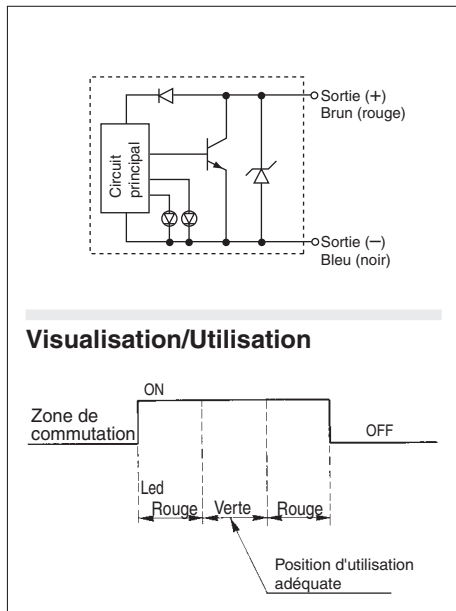 Sortie (+)
Brun (rouge)
Circuit
principal
Sortie (−)
Bleu (noir)
Visualisation/Utilisation
ON
Zone de
commutation
OFF
Led
Rouge Verte Rouge
Position d'utilisation
adéquate